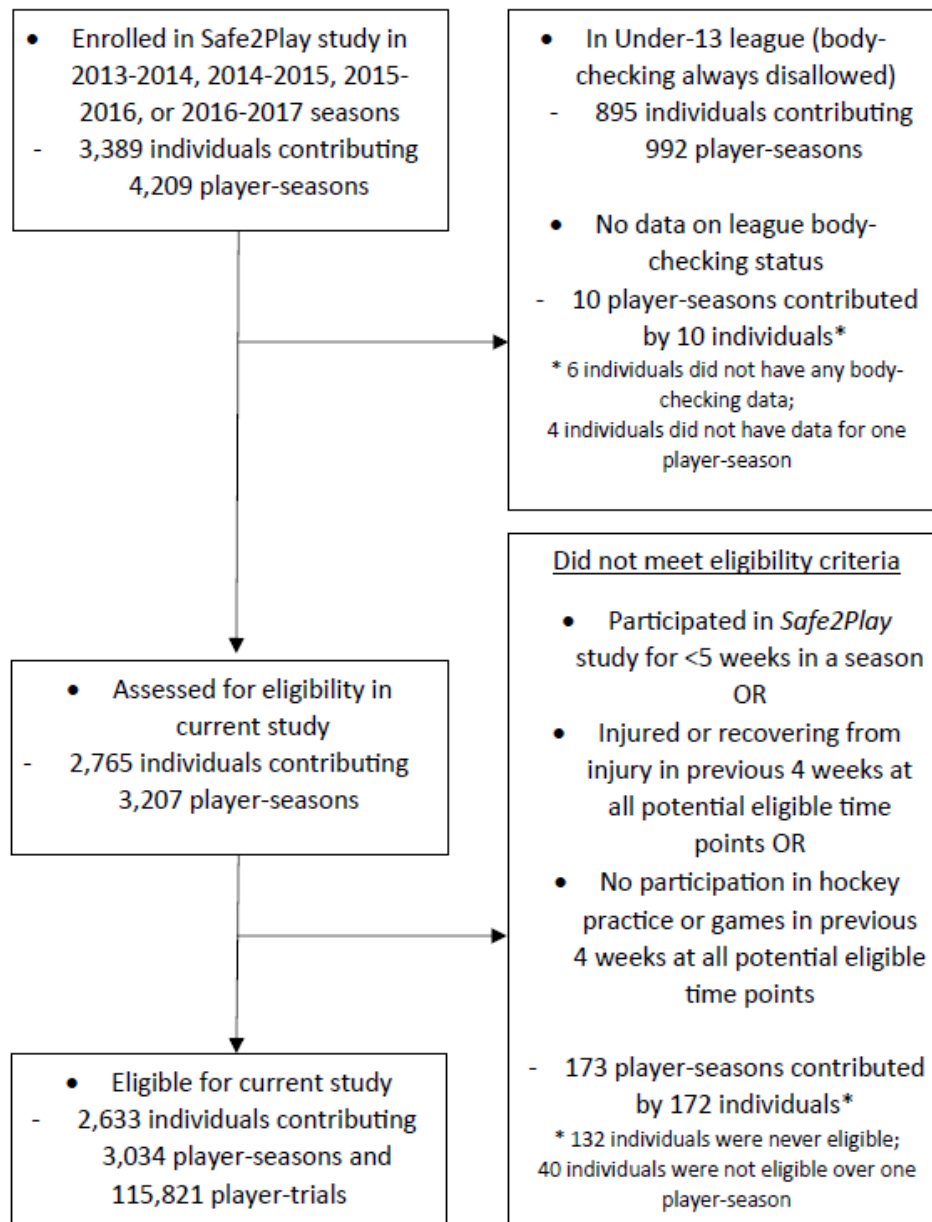 • Enrolled in Safe2Play study in
2013-2014, 2014-2015, 2015-
2016, or 2016-2017 seasons
- 3,389 individuals contributing
4,209 player-seasons
• In Under-13 league (body-
checking always disallowed)
- 895 individuals contributing
992 player-seasons
• No data on league body-
checking status
- 10 player-seasons contributed
by 10 individuals*
* 6 individuals did not have any body-
checking data;
4 individuals did not have data for one
player-season
• Assessed for eligibility in
current study
- 2,765 individuals contributing
3,207 player-seasons
Did not meet eligibility criteria
• Participated in Safe2Play
study for <5 weeks in a season
OR
• Injured or recovering from
injury in previous 4 weeks at
all potential eligible time
points OR
• No participation in hockey
practice or games in previous
4 weeks at all potential eligible
time points
- 173 player-seasons contributed
by 172 individuals*
* 132 individuals were never eligible;
40 individuals were not eligible over one
player-season
• Eligible for current study
- 2,633 individuals contributing
3,034 player-seasons and
115,821 player-trials